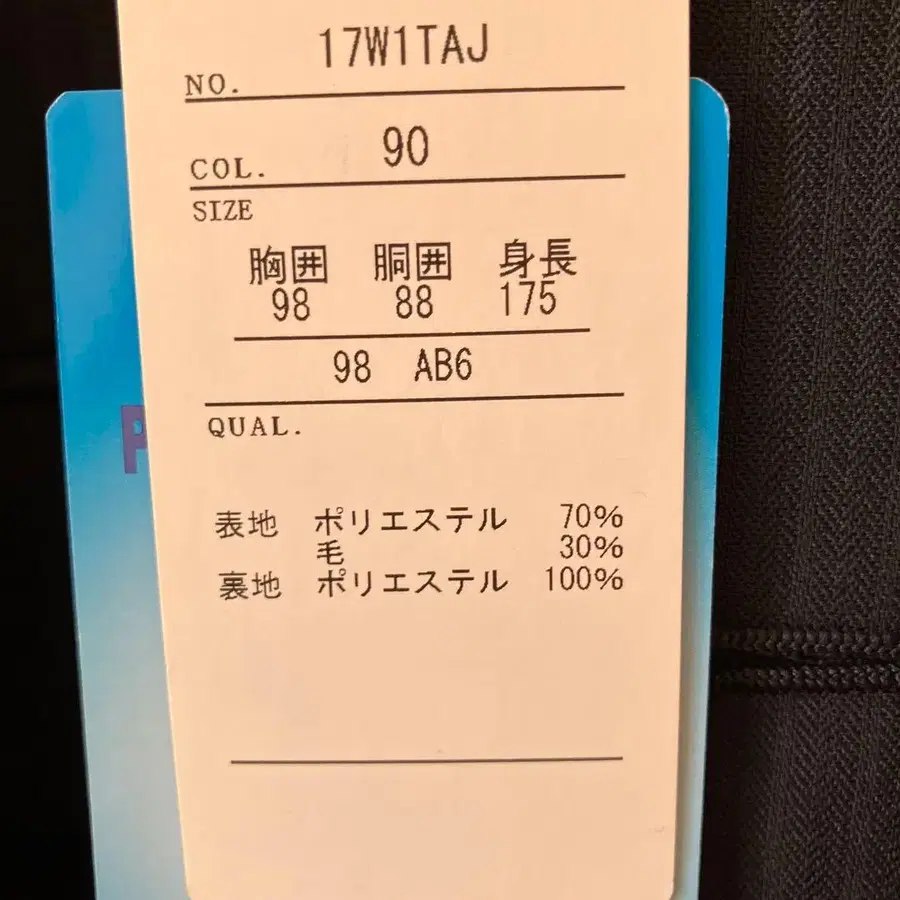 17W1TAJ
NO.
90
COL.
SIZE
胸囲 胴囲 身長
98 88 175
98 AB6
QUAL.
表地 ポリエステル 70%
毛 30%
裏地 ポリエステル 100%
P